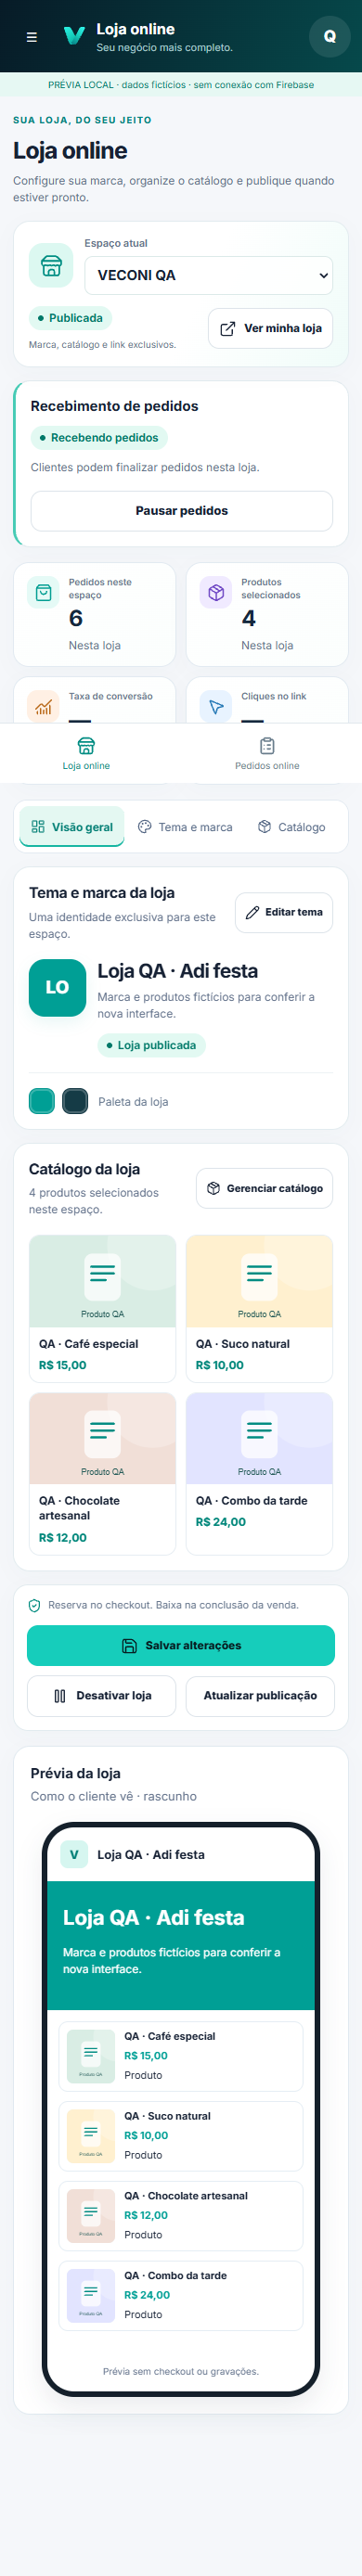 Loja online
Seu negócio mais completo.
Q
PRÉVIA LOCAL · dados fictícios · sem conexão com Firebase
SUA LOJA, DO SEU JEITO
Loja online
Configure sua marca, organize o catálogo e publique quando
estiver pronto.
Espaço atual
VECONI QA
Publicada
Marca, catálogo e link exclusivos.
Ver minha loja
Recebimento de pedidos
Recebendo pedidos
Clientes podem finalizar pedidos nesta loja.
Pausar pedidos
Pedidos neste
espaço
6
Nesta loja
Produtos
selecionados
4
Nesta loja
Taxa de conversão
—
Cliques no link
—
Loja online
Pedidos online
Visão geral
Tema e marca
Catálogo
Tema e marca da loja
Uma identidade exclusiva para este
espaço.
Editar tema
LO
Loja QA · Adi festa
Marca e produtos fictícios para conferir a
nova interface.
Loja publicada
Paleta da loja
Catálogo da loja
4 produtos selecionados
neste espaço.
Gerenciar catálogo
Produto QA
QA · Café especial
R$ 15,00
Produto QA
QA · Suco natural
R$ 10,00
Produto QA
QA · Chocolate
artesanal
R$ 12,00
Produto QA
QA · Combo da tarde
R$ 24,00
Reserva no checkout. Baixa na conclusão da venda.
Salvar alterações
Desativar loja
Atualizar publicação
Prévia da loja
Como o cliente vê · rascunho
V
Loja QA · Adi festa
Loja QA · Adi festa
Marca e produtos fictícios para conferir a
nova interface.
Produto QA
QA · Café especial
R$ 15,00
Produto
Produto QA
QA · Suco natural
R$ 10,00
Produto
Produto QA
QA · Chocolate artesanal
R$ 12,00
Produto
Produto QA
QA · Combo da tarde
R$ 24,00
Produto
Prévia sem checkout ou gravações.